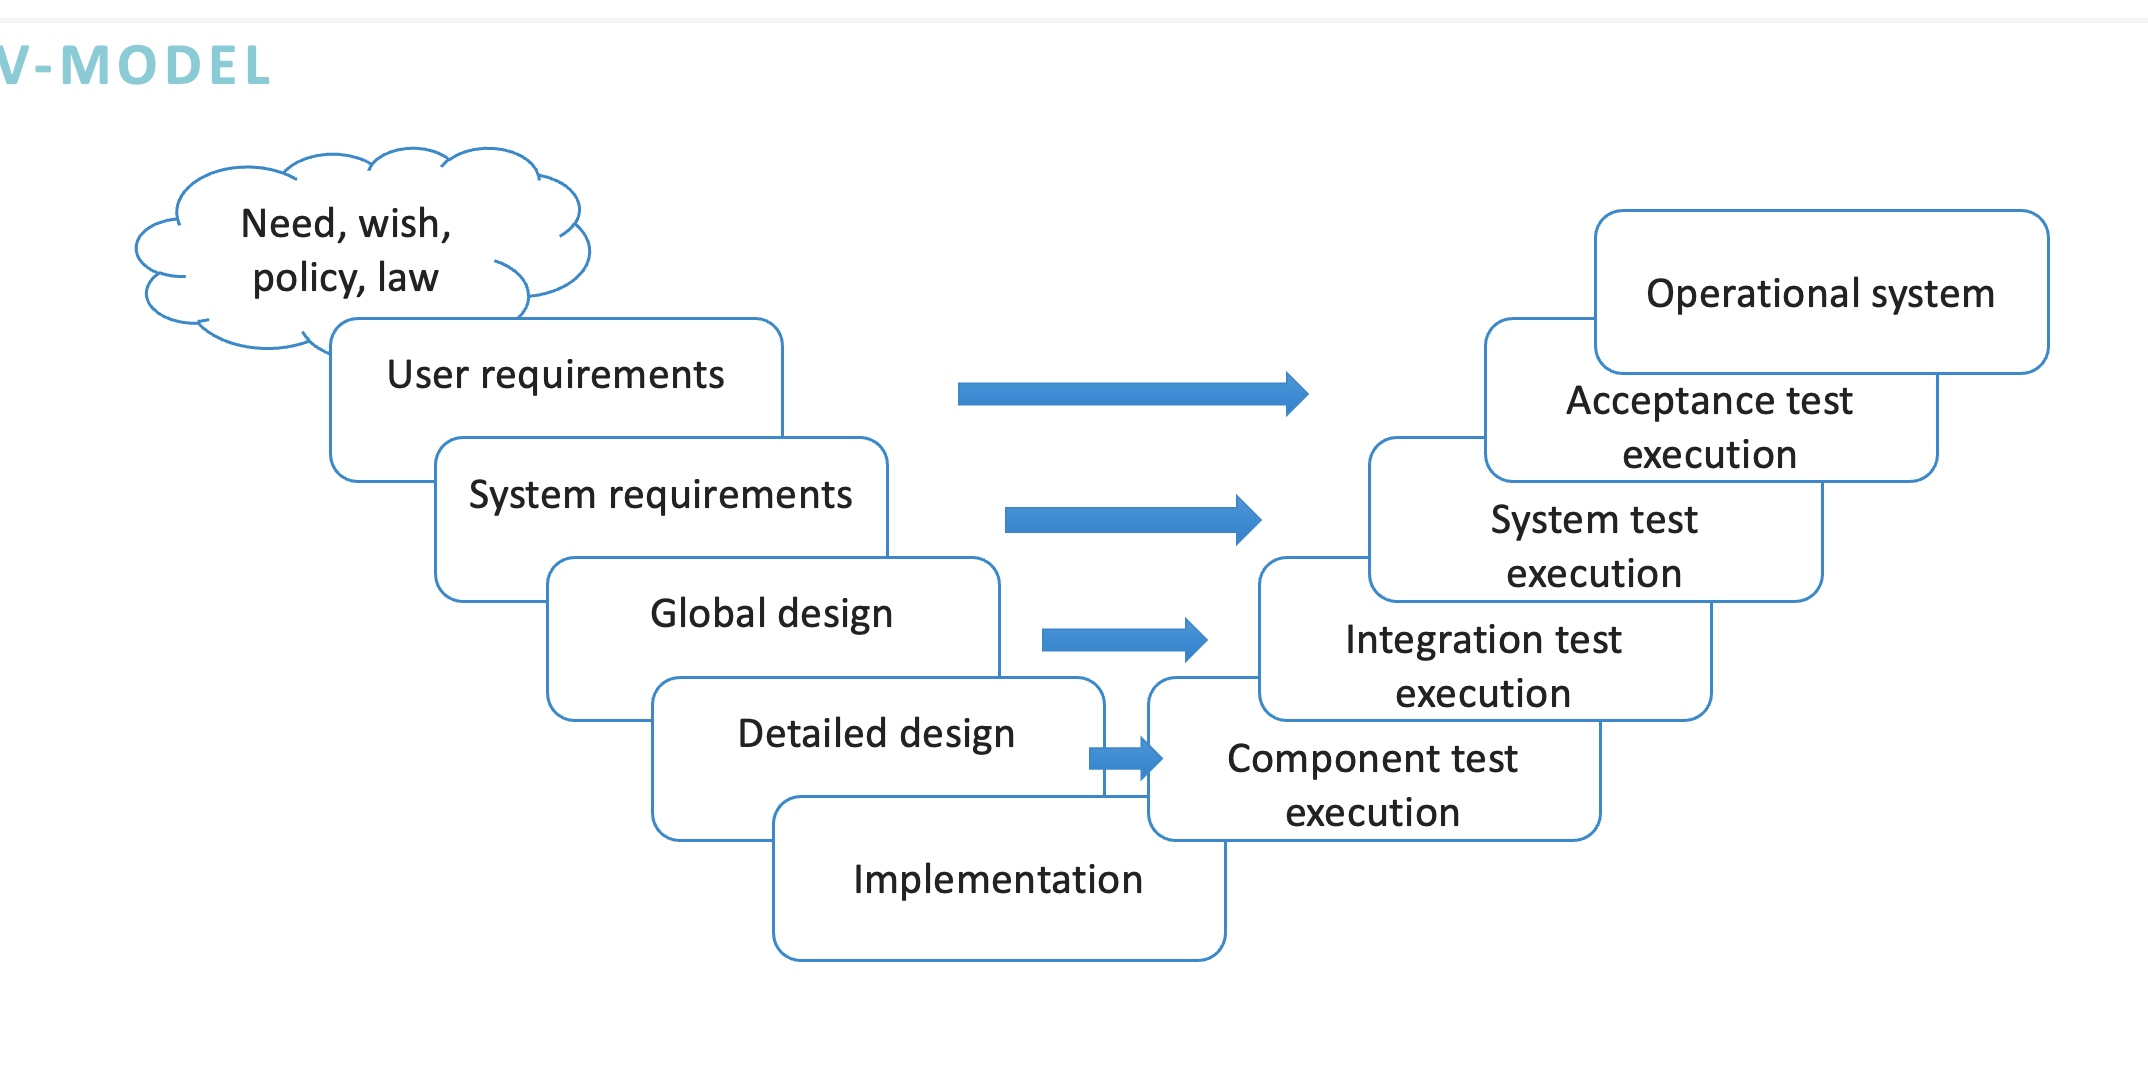 V-MODEL
Need, wish,
policy, law
User requirements
System requirements
Global design
Detailed design
Implementation
Operational system
Acceptance test
execution
System test
execution
Integration test
execution
Component test
execution